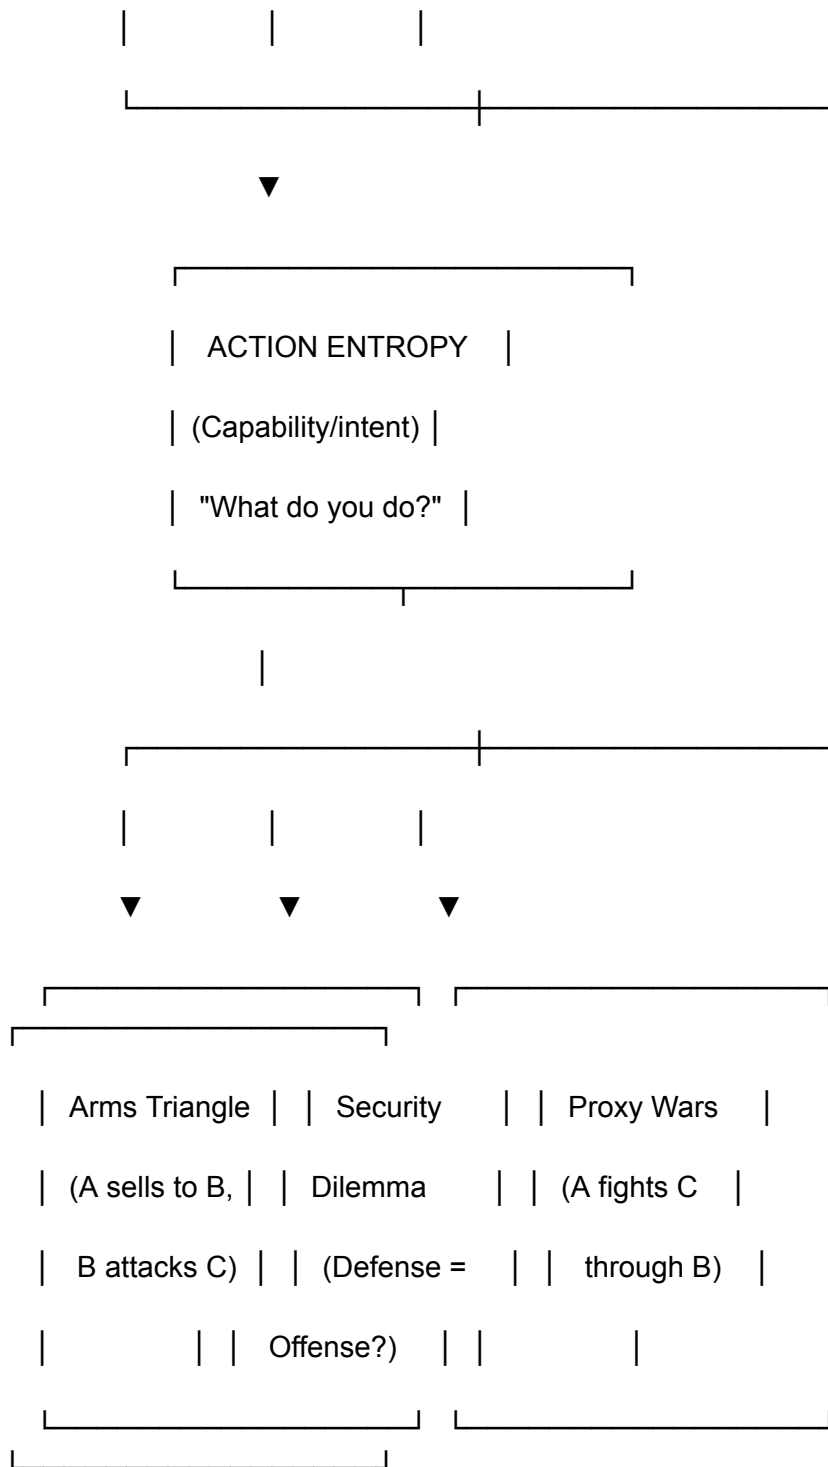 ACTION ENTROPY
(Capability/intent)
"What do you do?"
Arms Triangle | | Security | | Proxy Wars
(A sells to B, | | Dilemma | | (A fights C
B attacks C) | | (Defense = | | through B)
Offense?)